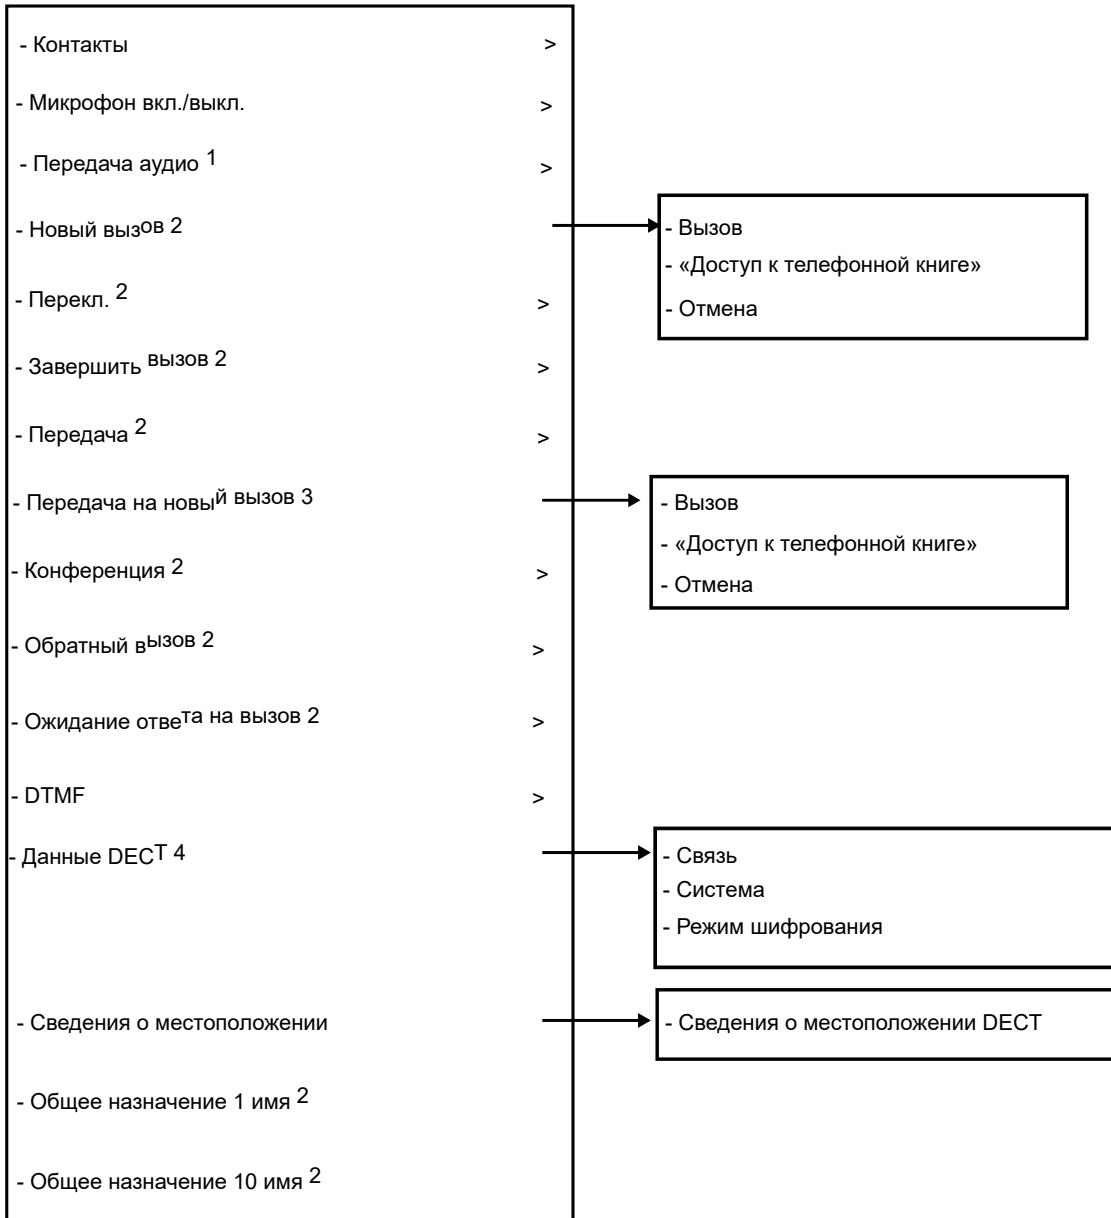 - Контакты >
- Микрофон вкл./выкл. >
- Передача аудио 1 >
- Новый вызов 2
- Вызов
- «Доступ к телефонной книге»
- Отмена
- Перекл. 2 >
- Завершить вызов 2 >
- Передача 2 >
- Передача на новый вызов 3
- Вызов
- «Доступ к телефонной книге»
- Отмена
- Конференция 2 >
- Обратный вызов 2 >
- Ожидание ответа на вызов 2 >
- DTMF >
- Данные DECT 4
- Связь
- Система
- Режим шифрования
- Сведения о местоположении
- Сведения о местоположении DECT
- Общее назначение 1 имя 2
- Общее назначение 10 имя 2